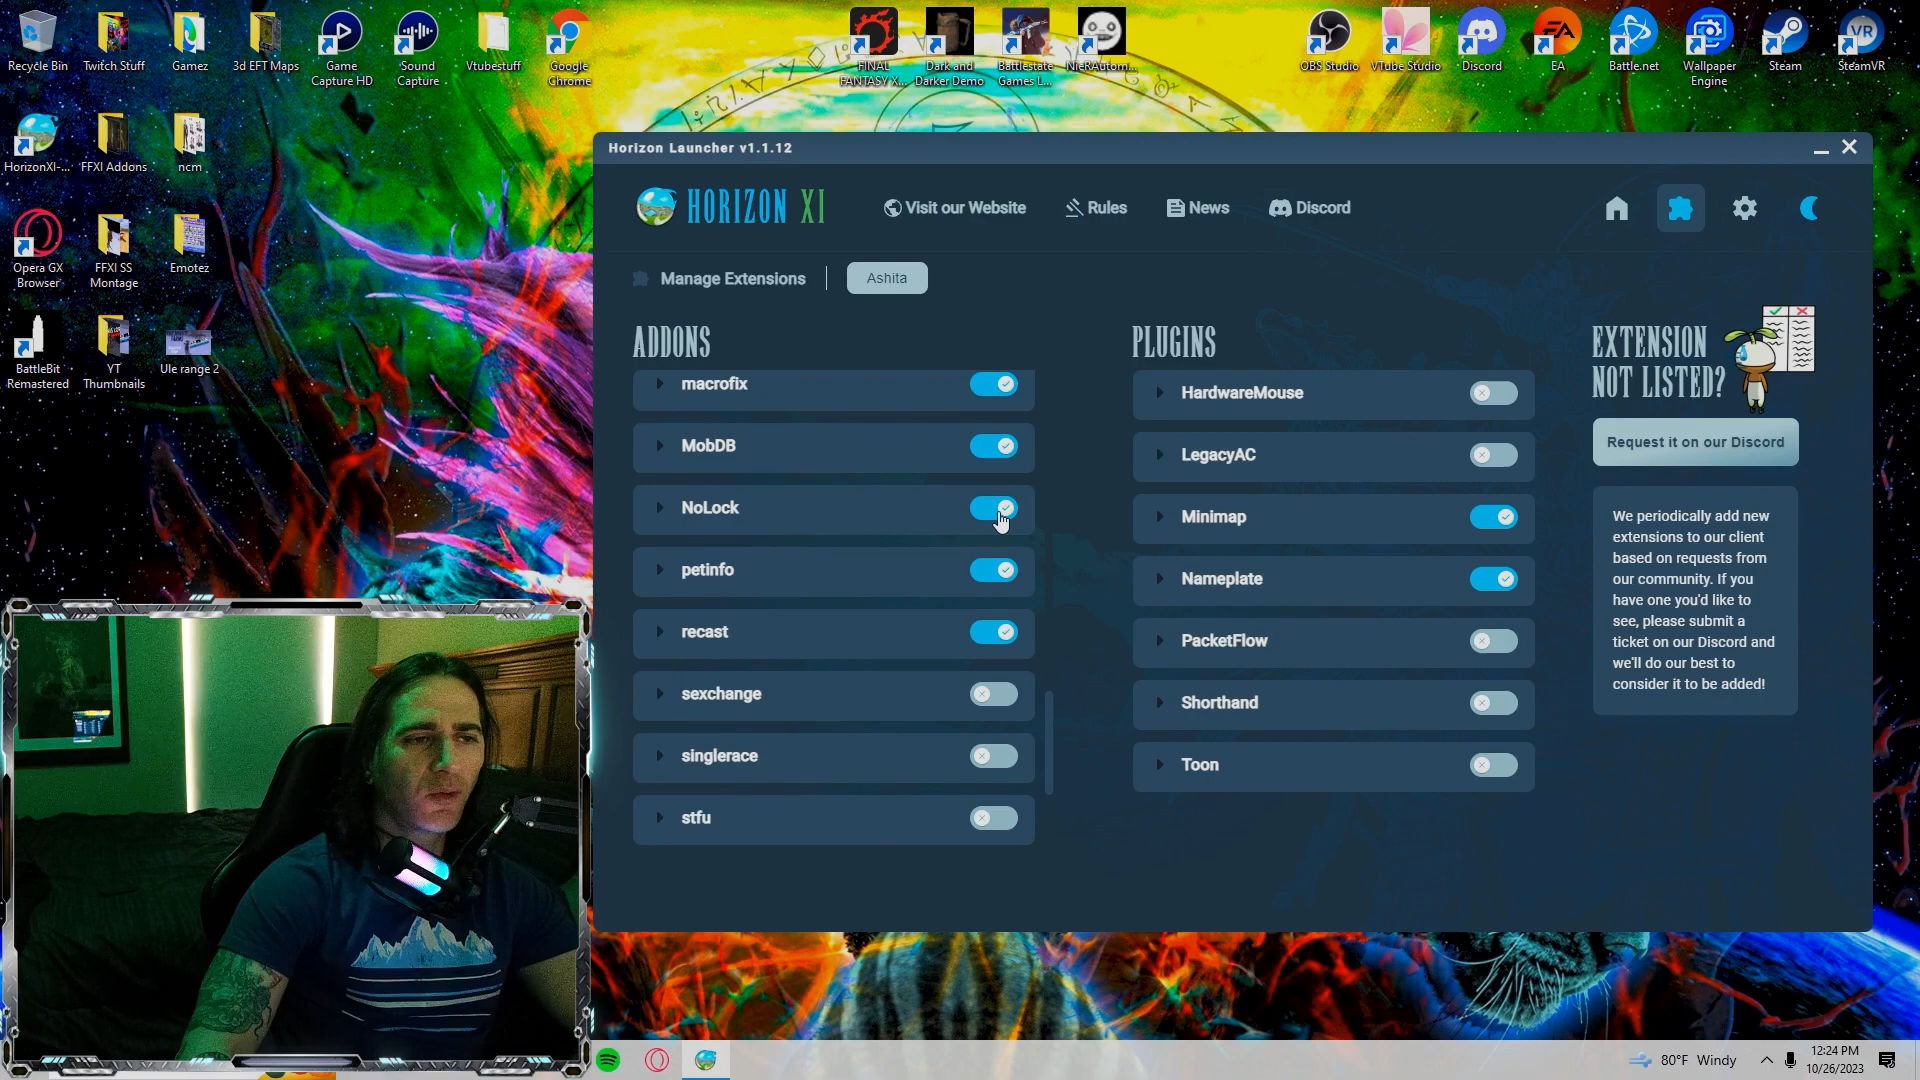 Recycle Bin
Twitch Stuff
Gamez
3d EFT Maps
Game
Capture HD
Sound
Capture
Vtubestuff
Google
Chrome
FINAL
FANTASY X...
Dark and
Darker Demo
Battlestate
Games L...
NieRAutom...
OBS Studio
VTube Studio
Discord
EA
Battle.net
Wallpaper
Engine
Steam
VR
SteamVR
HorizonXI-...
FFXI Addons
ncm
Opera GX
Browser
FFXI SS
Montage
Emotez
BattleBit
Remastered
YT
Thumbnails
Ule range 2
Horizon Launcher v1.1.12
HORIZON XI
Visit our Website
Rules
News
Discord
Manage Extensions
Ashita
ADDONS
macrofix
MobDB
NoLock
petinfo
recast
sexchange
singlerace
stfu
PLUGINS
HardwareMouse
LegacyAC
Minimap
Nameplate
PacketFlow
Shorthand
Toon
EXTENSION
NOT LISTED?
Request it on our Discord
We periodically add new
extensions to our client
based on requests from
our community. If you
have one you'd like to
see, please submit a
ticket on our Discord and
we'll do our best to
consider it to be added!
80°F Windy
12:24 PM
10/26/2023